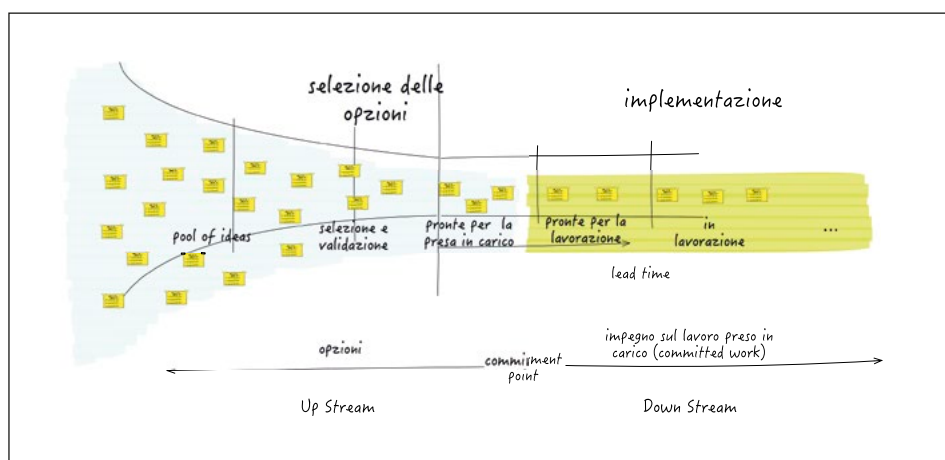 selezione delle
opzioni
implementazione
pool of ideas
selezione e
validazione
pronte per la
presa in carico
pronte per la
lavorazione
in
lavorazione
...
lead time
opzioni
commitment
point
impegno sul lavoro preso in
carico (committed work)
Up Stream
Down Stream